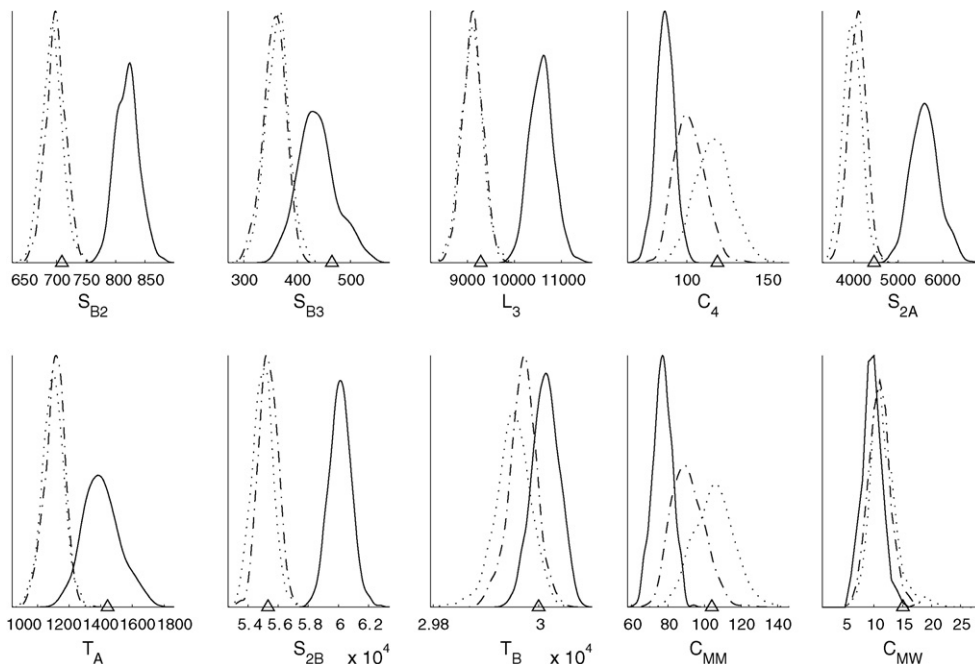 650 700 750 800 850
S_B2
300 400 500
S_B3
9000 10000 11000
L_3
100 150
C_4
4000 5000 6000
S_2A
1000 1200 1400 1600 1800
T_A
5.4 5.6 5.8 6 6.2
S_2B x 10^4
2.98 3
T_B x 10^4
60 80 100 120 140
C_MM
5 10 15 20 25
C_MW